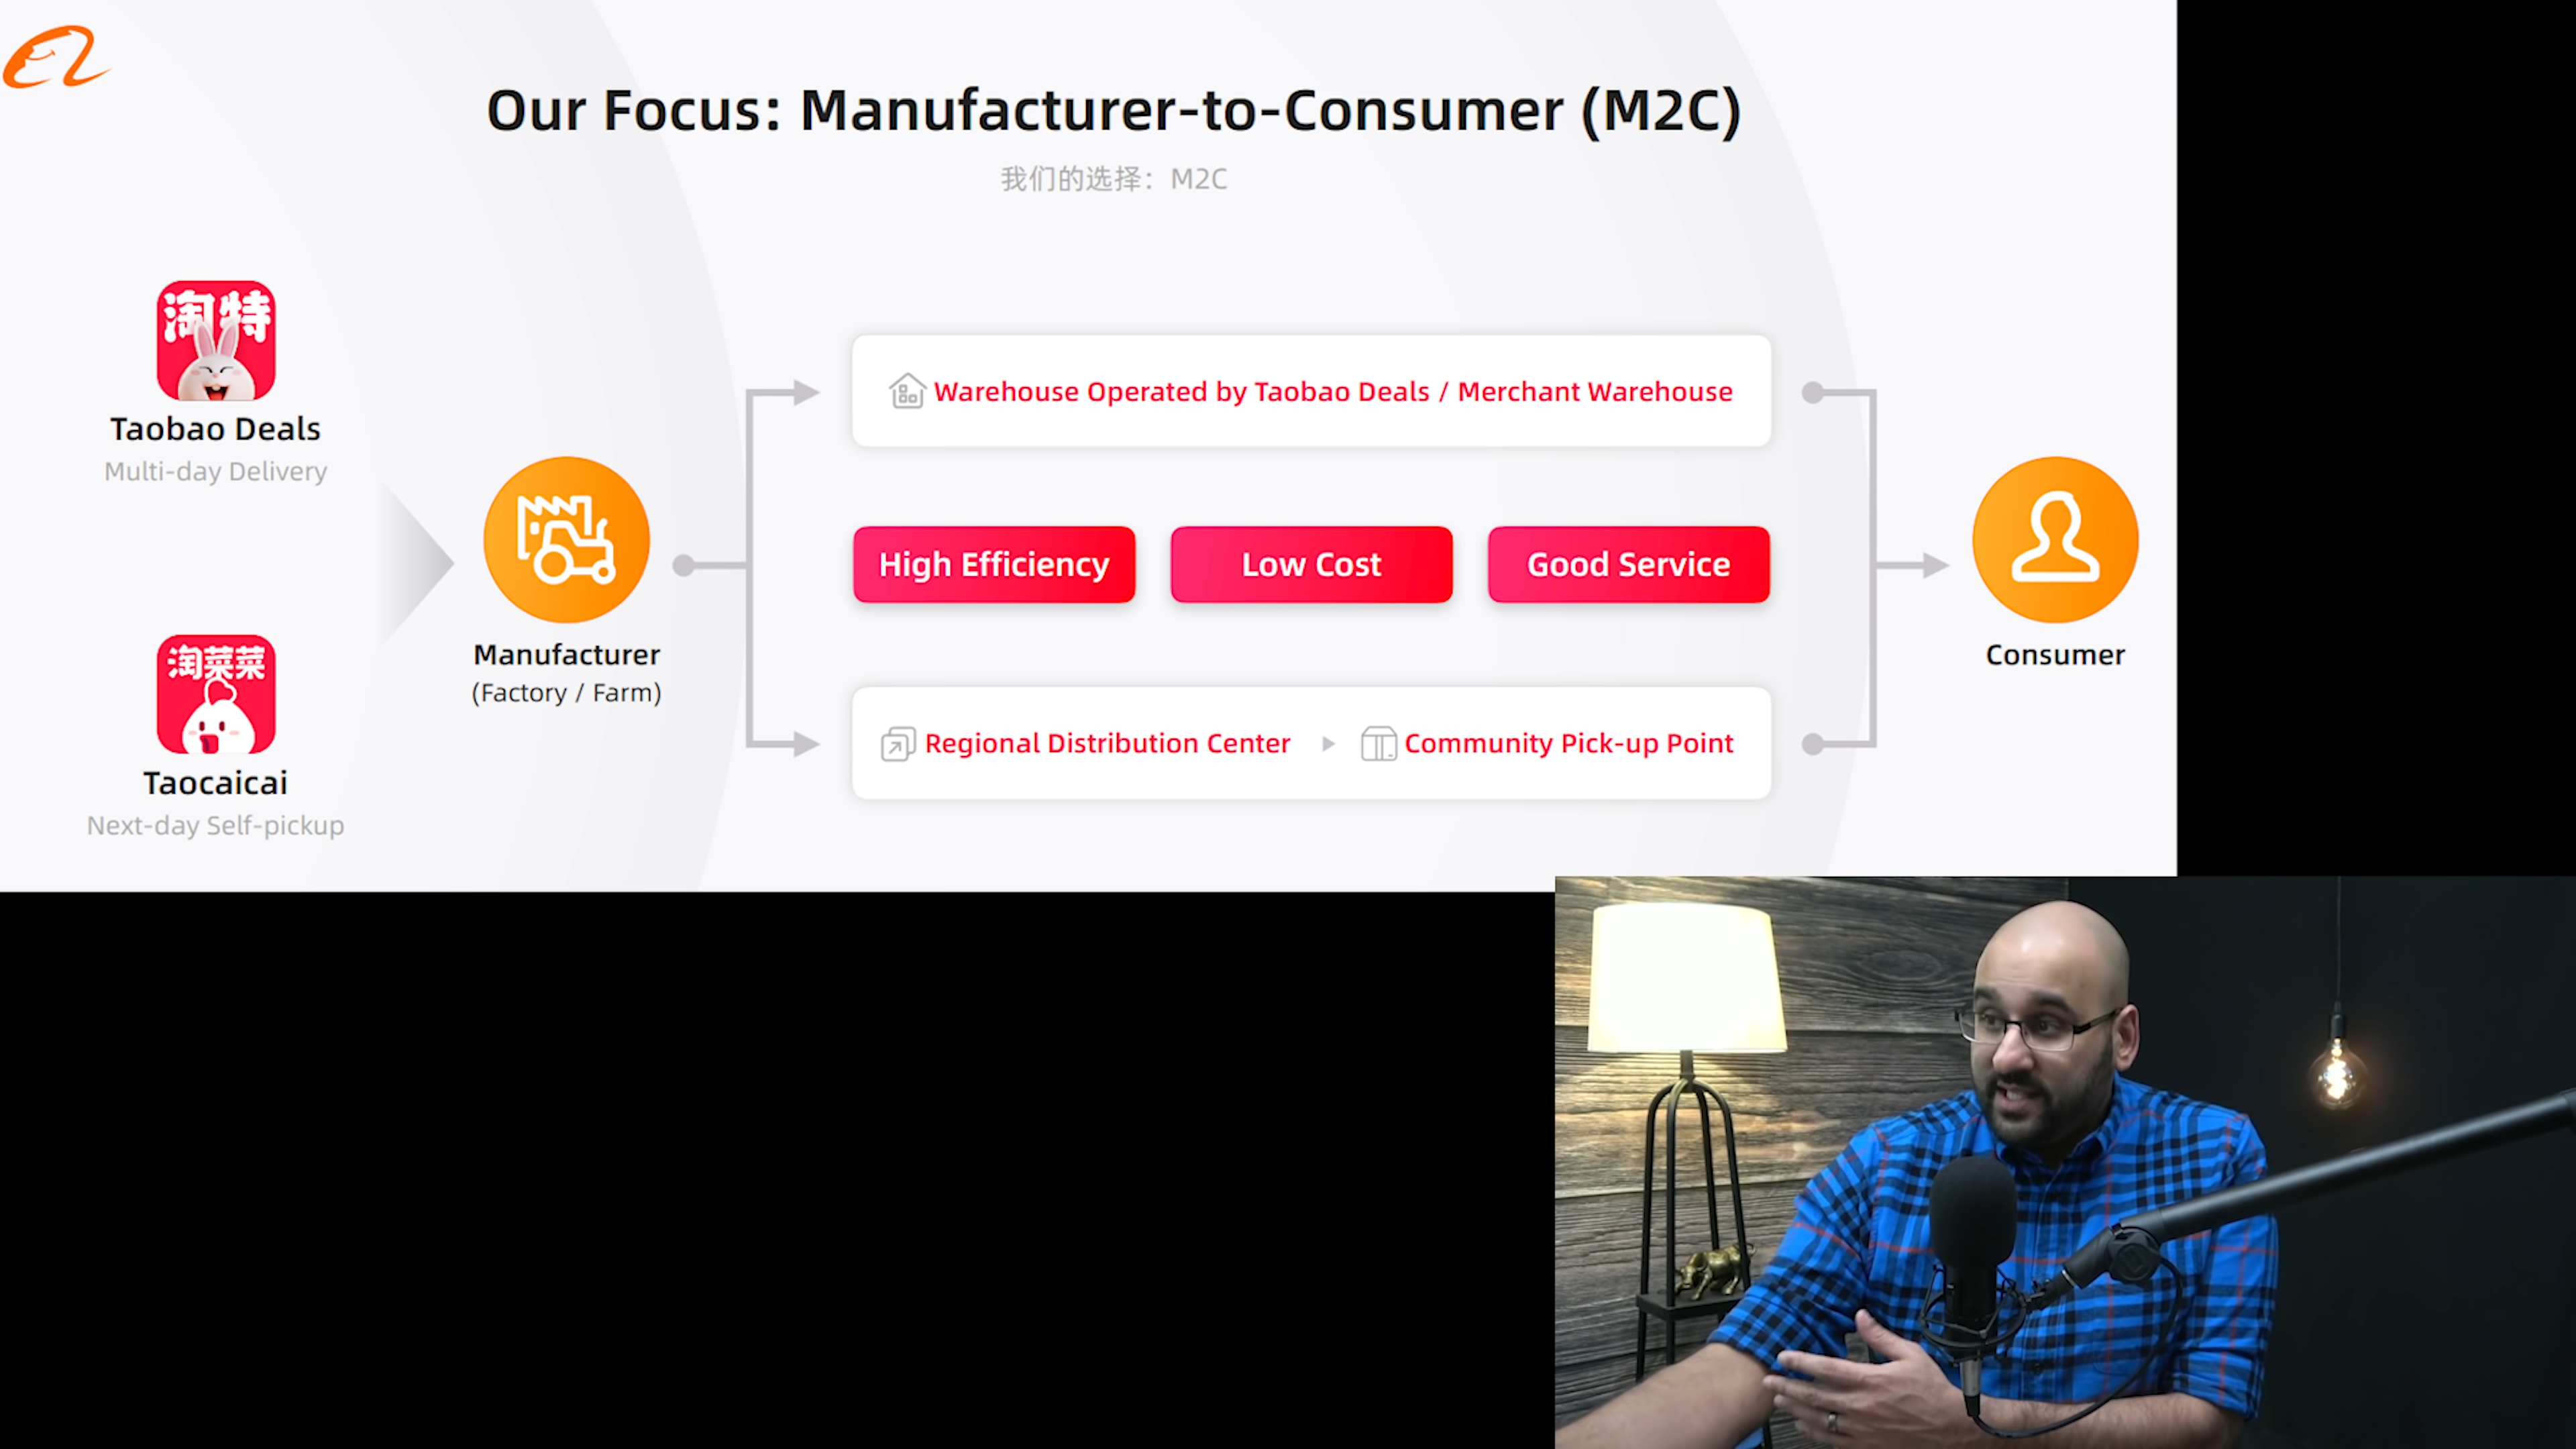 Our Focus: Manufacturer-to-Consumer (M2C)
我们的选择：M2C
淘特
Taobao Deals
Multi-day Delivery
淘菜菜
Taocaicai
Next-day Self-pickup
Manufacturer
(Factory / Farm)
Warehouse Operated by Taobao Deals / Merchant Warehouse
High Efficiency
Low Cost
Good Service
Regional Distribution Center
Community Pick-up Point
Consumer